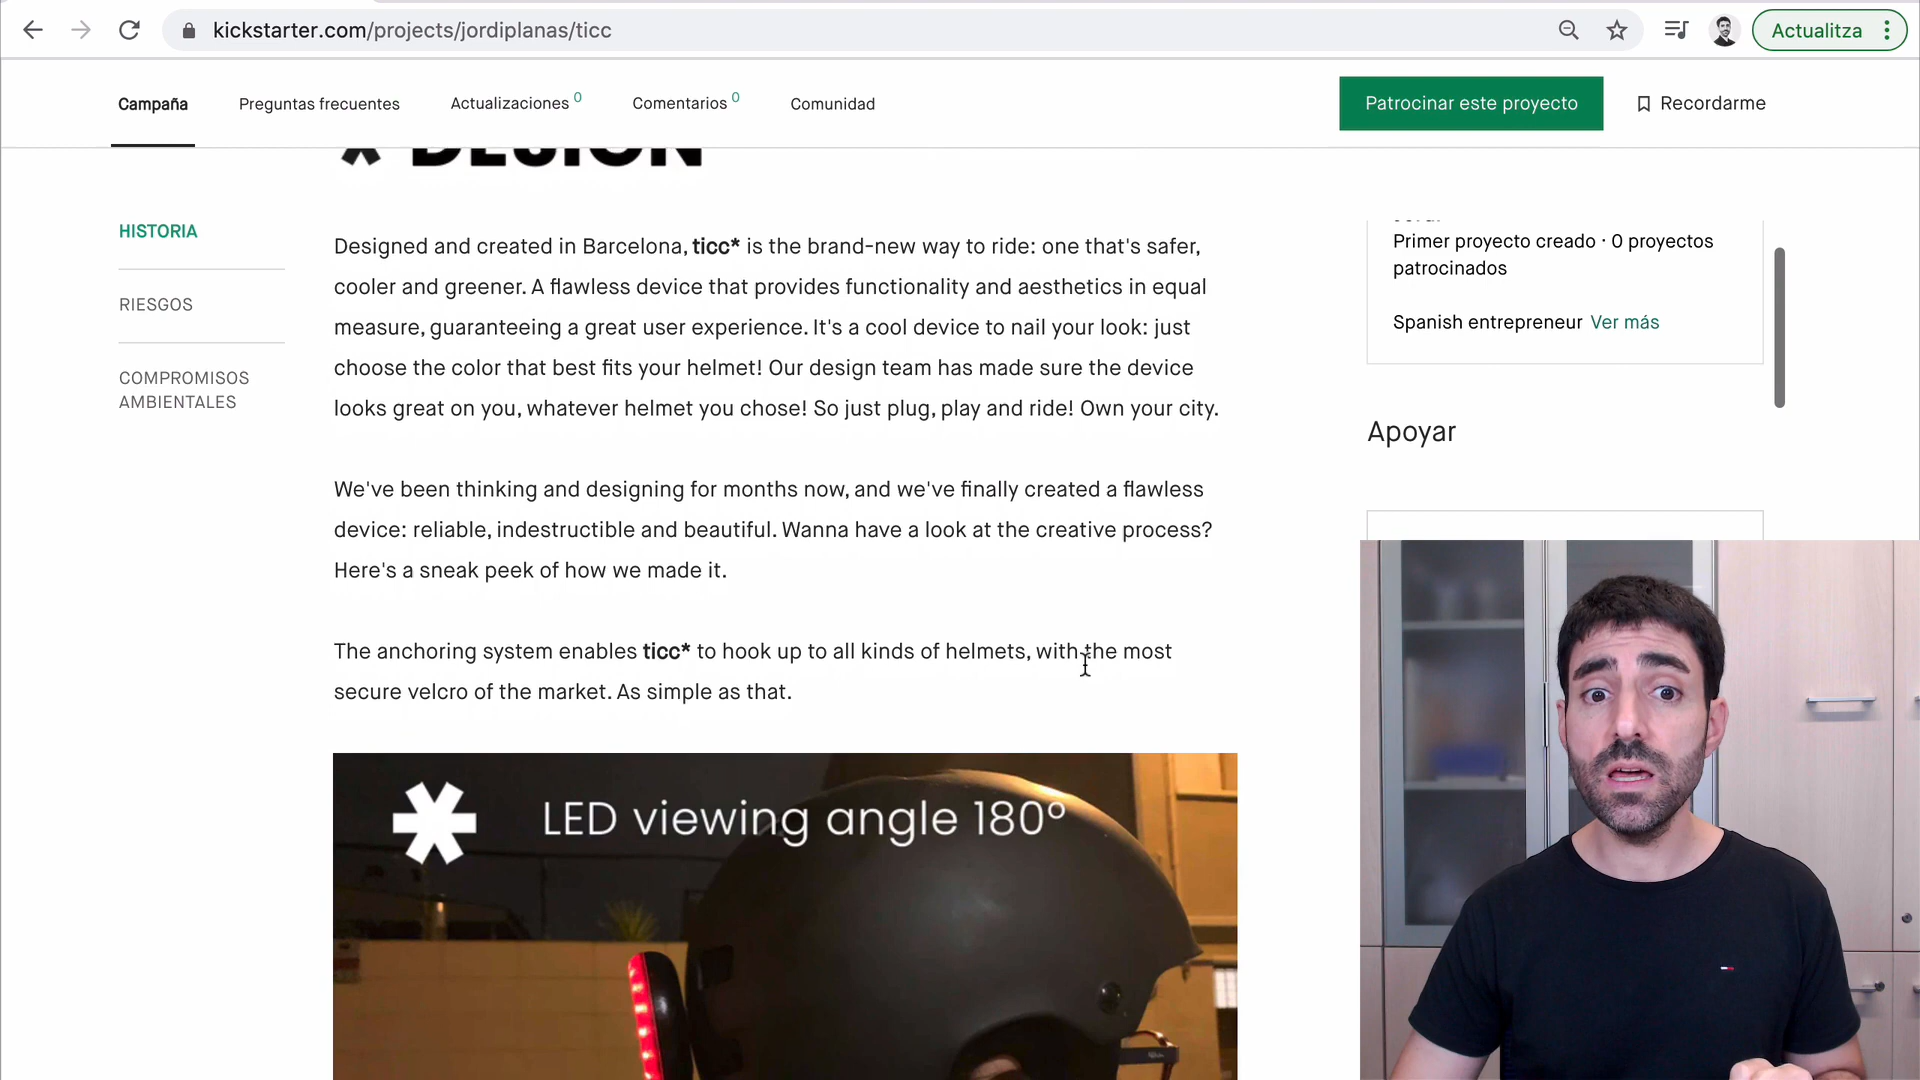 kickstarter.com/projects/jordiplanas/ticc
Actualitza
Campaña
Preguntas frecuentes
Actualizaciones 0
Comentarios 0
Comunidad
Patrocinar este proyecto
Recordarme
* DESIGN
HISTORIA
RIESGOS
COMPROMISOS
AMBIENTALES
Designed and created in Barcelona, ticc* is the brand-new way to ride: one that's safer,
cooler and greener. A flawless device that provides functionality and aesthetics in equal
measure, guaranteeing a great user experience. It's a cool device to nail your look: just
choose the color that best fits your helmet! Our design team has made sure the device
looks great on you, whatever helmet you chose! So just plug, play and ride! Own your city.
We've been thinking and designing for months now, and we've finally created a flawless
device: reliable, indestructible and beautiful. Wanna have a look at the creative process?
Here's a sneak peek of how we made it.
The anchoring system enables ticc* to hook up to all kinds of helmets, with the most
secure velcro of the market. As simple as that.
LED viewing angle 180º
Primer proyecto creado · 0 proyectos
patrocinados
Spanish entrepreneur Ver más
Apoyar